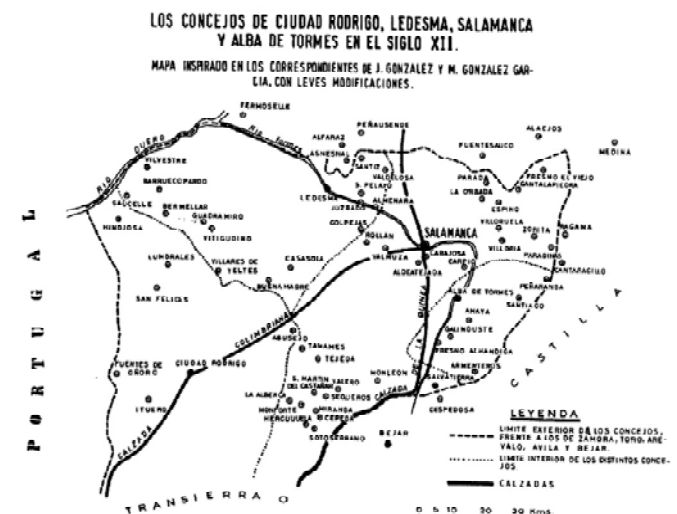 LOS CONCEJOS DE CIUDAD RODRIGO, LEDESMA, SALAMANCA
Y ALBA DE TORMES EN EL SIGLO XII.
MAPA INSPIRADO EN LOS CORRESPONDIENTES DE J. GONZALEZ Y M. GONZALEZ GAR-
CIA, CON LEVES MODIFICACIONES.
FERMOSELLE
RIO DUERO
RIO TORMES
PEÑAUSENDE
ALFARAZ
ALAEJOS
MEDINA
FUENTESAUCO
VILVESTRE
SANTIZ
VALDELOSA
PARADA
FRESNO EL VIEJO
CANTALAPIEDRA
BARRUECOPARDO
S. PELAYO
LA ORBADA
LEDESMA
ALMENARA
ESPINO
SAUCELLE
BERMELLAR
JUZBADO
GUADRAMIRO
GOLPEJAS
VILLORUELA
HINOJOSA
VITIGUDINO
ROLLAN
SALAMANCA
ZORITA
RAGAMA
VILLORIA
PARADINAS
LUMBRALES
VILLARES DE
YELTES
CASASOLA
VALMUZA
CARBAJOSA
ALDEATEJADA
CANTARACILLO
BUENAMADRE
PEÑARANDA
SAN FELICES
ALBA DE TORMES
SANTIAGO
COLIMBRIANA
ANAYA
ABUSEJO
GALINDUSTE
TAMAMES
TEJEDA
FRESNO ALHANDIGA
FUENTES DE
OÑORO
CIUDAD RODRIGO
MONLEON
ARMENTEROS
S. MARTIN
DEL CASTAÑAR
VALERO
SALVATIERRA
LA ALBERCA
SEQUEROS
CALZADA
ITUERO
MONFORTE
MIRANDA
CESPEDOSA
HERGUIJUELA
CEPEDA
SOTOSERRANO
BEJAR
CALZADA
PORTUGAL
CASTILLA
TRANSIERRA
LEYENDA
LIMITE EXTERIOR DE LOS CONCEJOS,
FRENTE A LOS DE ZAMORA, TORO, ARE-
VALO, AVILA Y BEJAR.
LIMITE INTERIOR DE LOS DISTINTOS CONCE-
JOS.
CALZADAS
0 5 10 20 30 Kms.